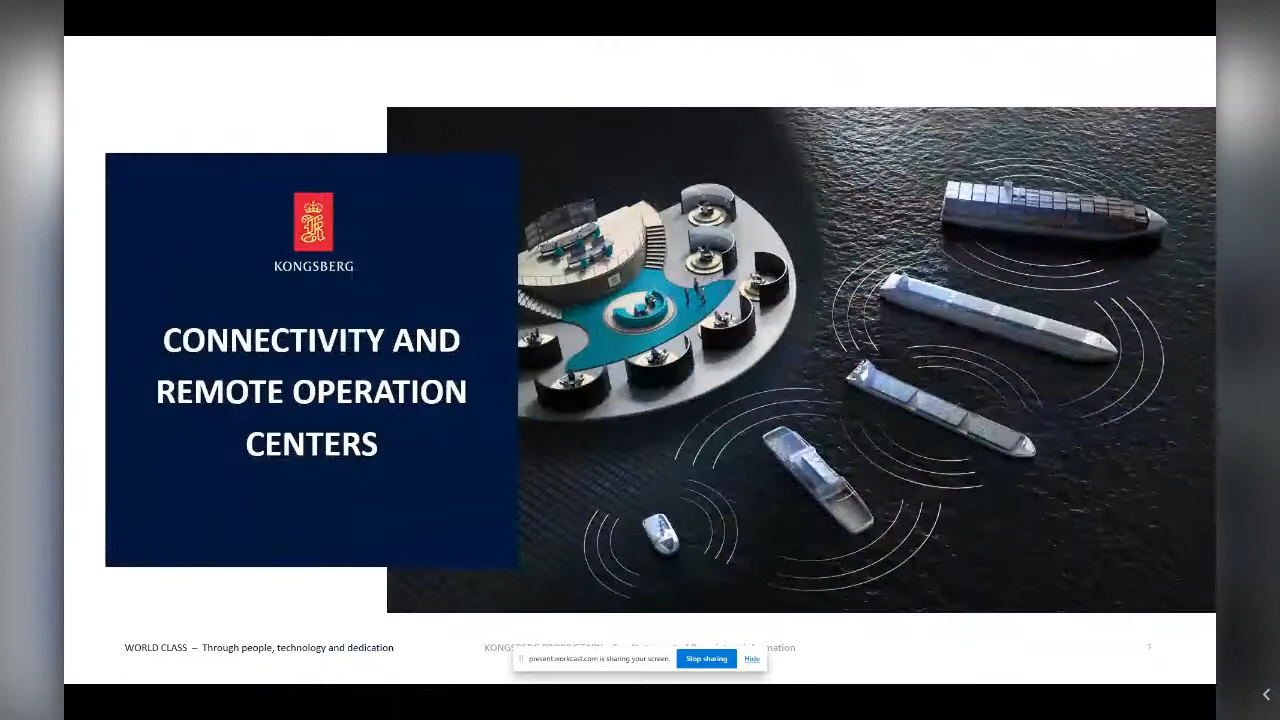 KONGSBERG
CONNECTIVITY AND
REMOTE OPERATION
CENTERS
WORLD CLASS – Through people, technology and dedication
7
present.workcast.com is sharing your screen.
Stop sharing
Hide